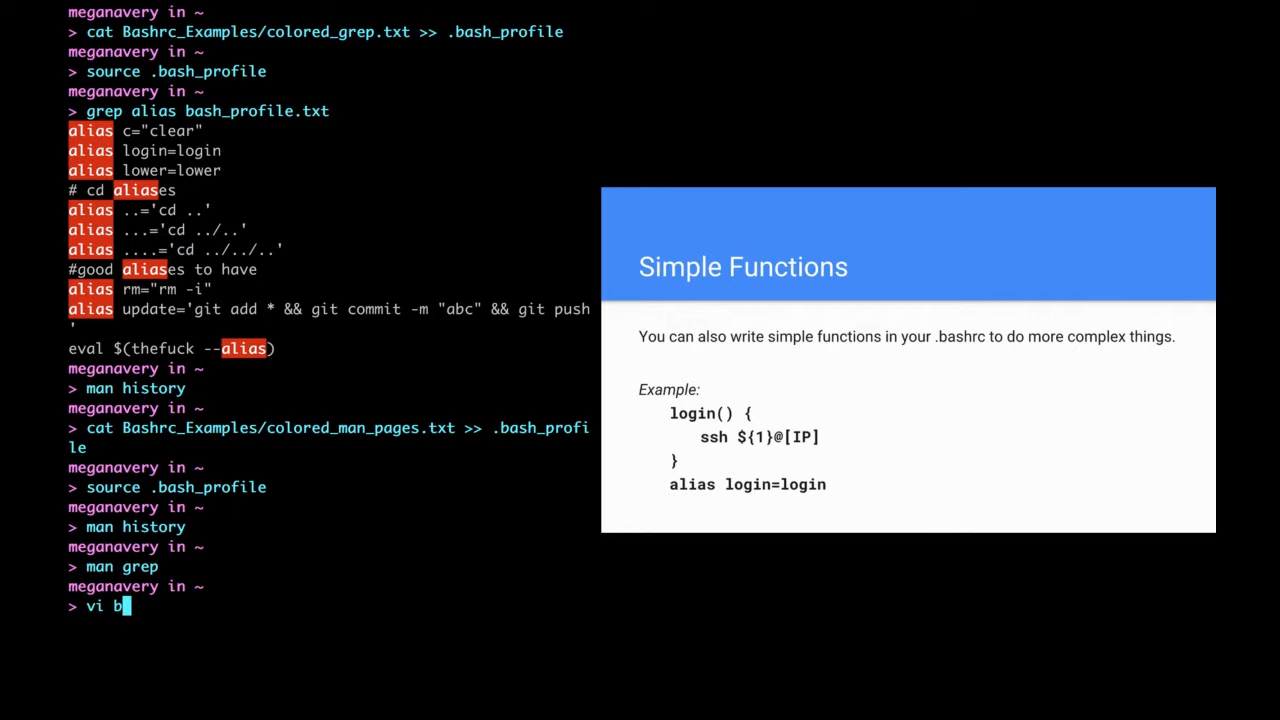 meganavery in ~
> cat Bashrc_Examples/colored_grep.txt >> .bash_profile
meganavery in ~
> source .bash_profile
meganavery in ~
> grep alias bash_profile.txt
alias c="clear"
alias login=login
alias lower=lower
# cd aliases
alias ..='cd ..'
alias ...='cd ../..'
alias ....='cd ../../..'
#good aliases to have
alias rm="rm -i"
alias update='git add * && git commit -m "abc" && git push
'
eval $(thefuck --alias)
meganavery in ~
> man history
meganavery in ~
> cat Bashrc_Examples/colored_man_pages.txt >> .bash_profi
le
meganavery in ~
> source .bash_profile
meganavery in ~
> man history
meganavery in ~
> man grep
meganavery in ~
> vi b
Simple Functions
You can also write simple functions in your .bashrc to do more complex things.
Example:
login() {
ssh ${1}@[IP]
}
alias login=login